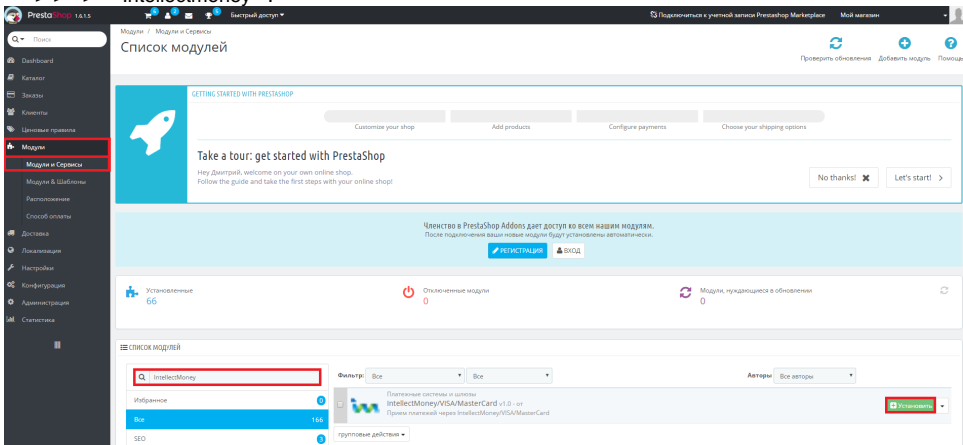 PrestaShop 1.6.1.5
6
2
6
Быстрый доступ
Подключиться к учетной записи Prestashop Marketplace
Мой магазин
Поиск
Dashboard
Каталог
Заказы
Клиенты
Ценовые правила
Модули
Модули и Сервисы
Модули & Шаблоны
Расположение
Способ оплаты
Доставка
Локализация
Настройки
Конфигурация
Администрация
Статистика
Модули / Модули и Сервисы
Список модулей
Проверить обновления
Добавить модуль
Помощь
GETTING STARTED WITH PRESTASHOP
Customize your shop
Add products
Configure payments
Choose your shipping options
Take a tour: get started with PrestaShop
Hey Дмитрий, welcome on your own online shop.
Follow the guide and take the first steps with your online shop!
No thanks!
Let's start!
Членство в PrestaShop Addons дает доступ ко всем нашим модулям.
После подключения ваши новые модули будут установлены автоматически.
РЕГИСТРАЦИЯ
ВХОД
Установленные
66
Отключенные модули
0
Модули, нуждающиеся в обновлении
0
СПИСОК МОДУЛЕЙ
IntellectMoney
Избранное 0
Все 166
SEO 3
Фильтр: Все
Все
Авторы Все авторы
Платежные системы и шлюзы
IntellectMoney/VISA/MasterCard v1.0 - от
Прием платежей через IntellectMoney/VISA/MasterCard
Установить
групповые действия